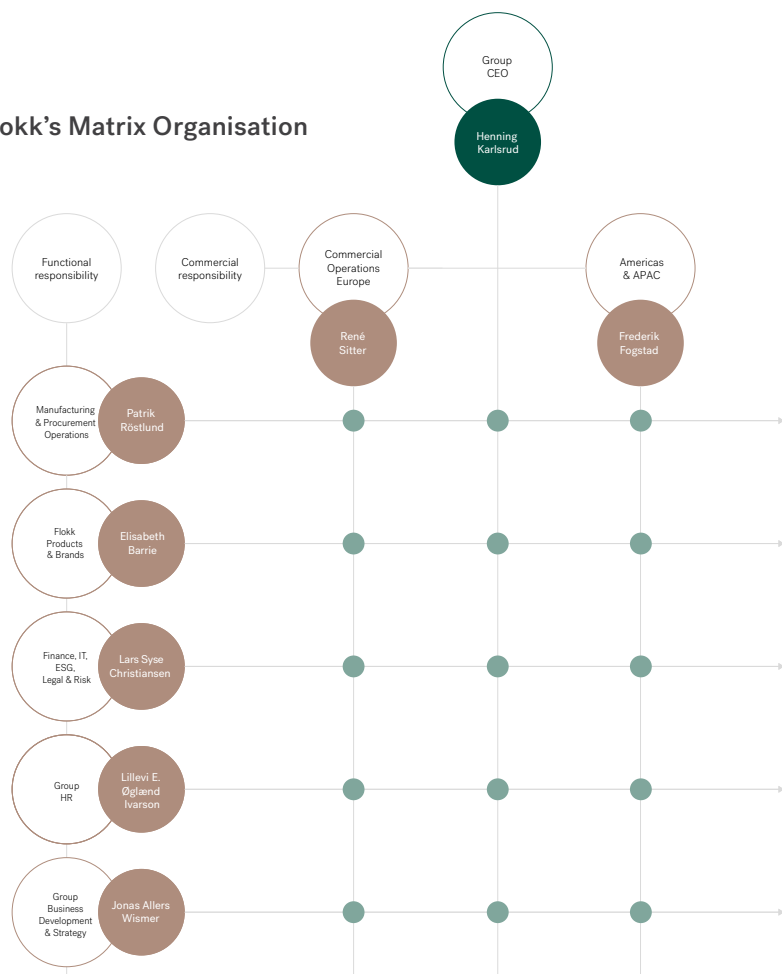 Group
CEO
Henning
Karlsrud
okk's Matrix Organisation
Functional
responsibility
Commercial
responsibility
Commercial
Operations
Europe
Americas
& APAC
René
Sitter
Frederik
Fogstad
Manufacturing
& Procurement
Operations
Patrik
Röstlund
Flokk
Products
& Brands
Elisabeth
Barrie
Finance, IT,
ESG,
Legal & Risk
Lars Syse
Christiansen
Group
HR
Lillevi E.
Øglænd
Ivarson
Group
Business
Development
& Strategy
Jonas Allers
Wismer